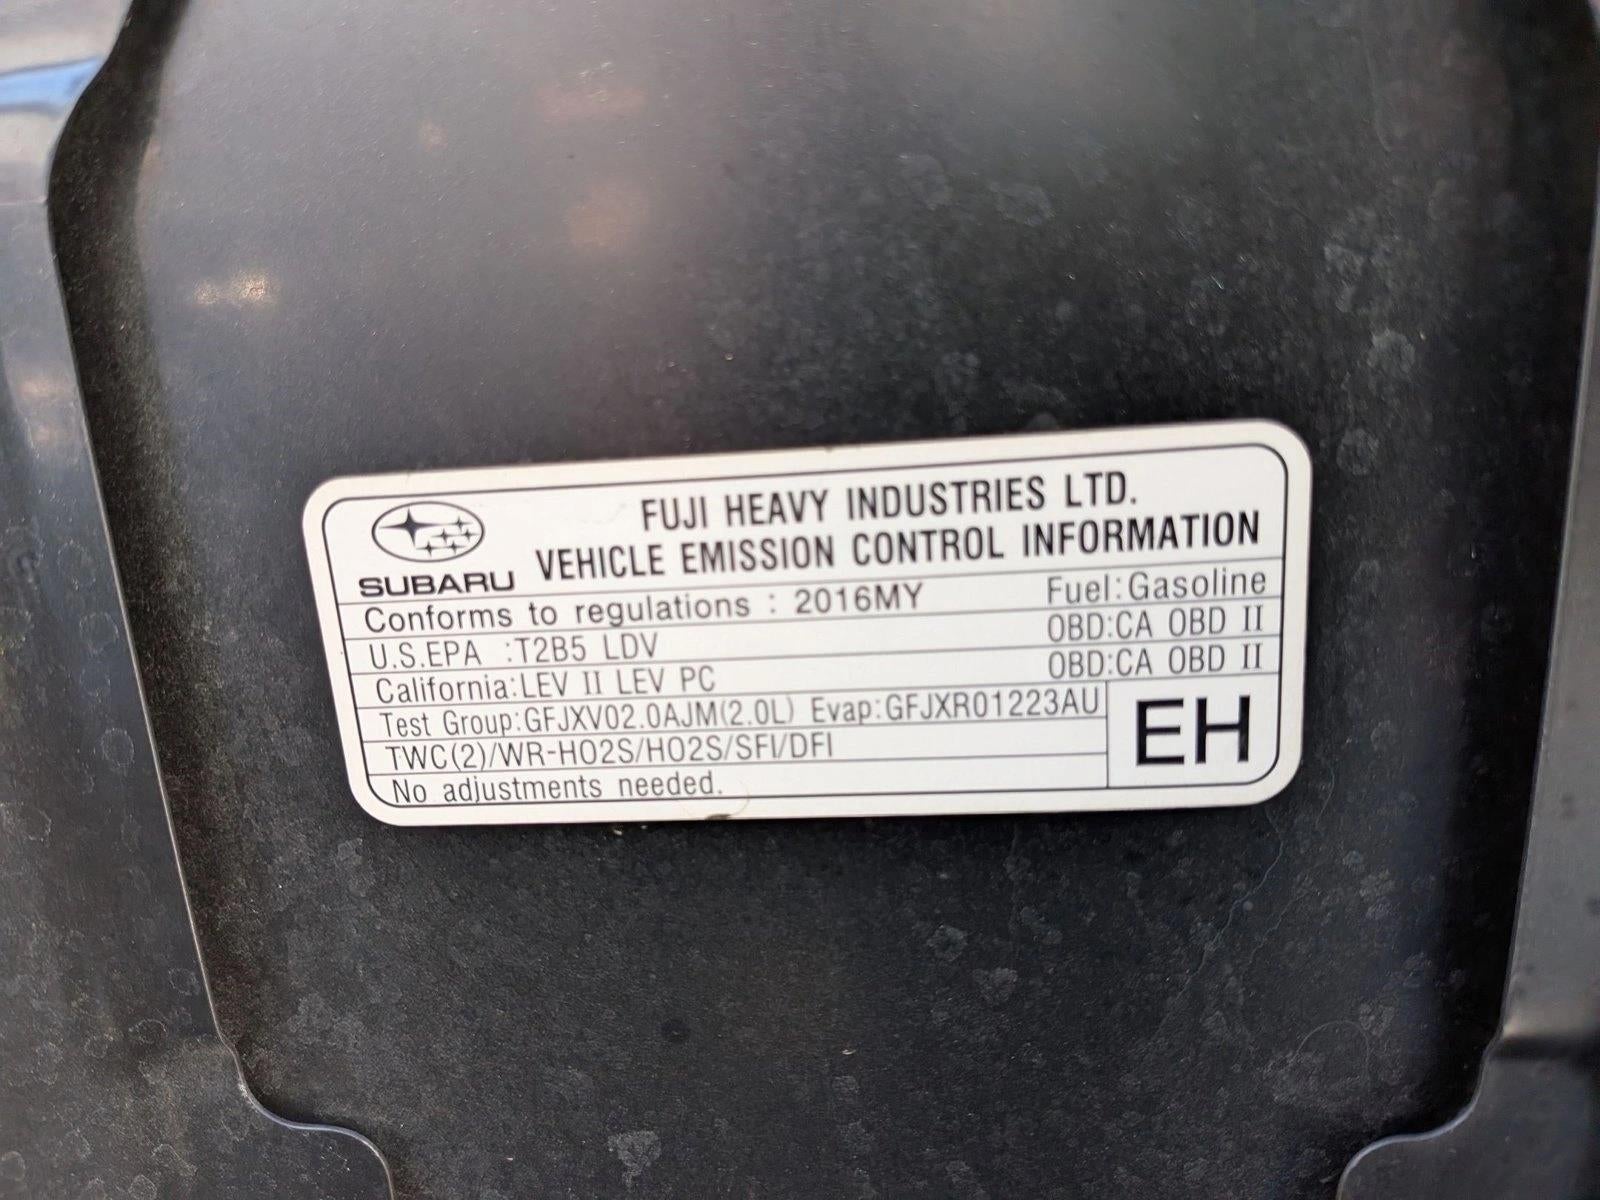 FUJI HEAVY INDUSTRIES LTD.
SUBARU VEHICLE EMISSION CONTROL INFORMATION
Conforms to regulations : 2016MY Fuel:Gasoline
U.S.EPA :T2B5 LDV OBD:CA OBD II
California:LEV II LEV PC OBD:CA OBD II
Test Group:GFJXV02.0AJM(2.0L) Evap:GFJXR01223AU
TWC(2)/WR-HO2S/HO2S/SFI/DFI
EH
No adjustments needed.